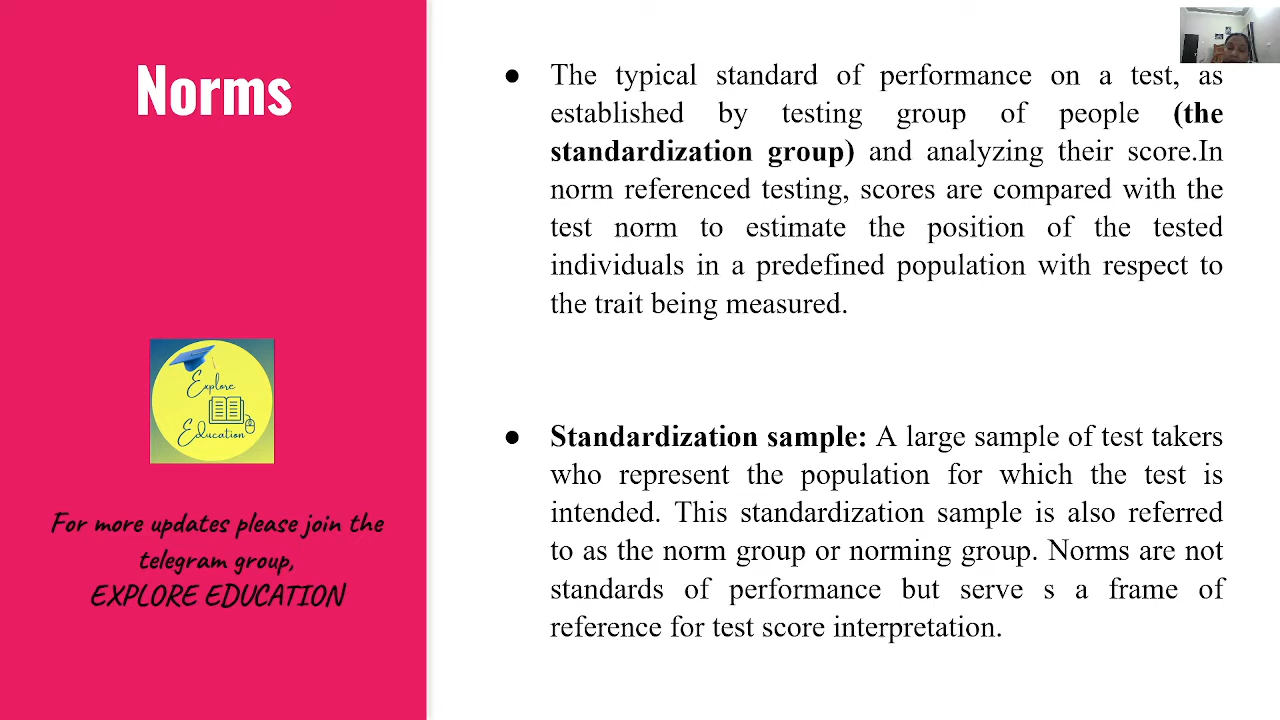 Norms
The typical standard of performance on a test, as
established by testing group of people (the
standardization group) and analyzing their score.In
norm referenced testing, scores are compared with the
test norm to estimate the position of the tested
individuals in a predefined population with respect to
the trait being measured.
Standardization sample: A large sample of test takers
who represent the population for which the test is
intended. This standardization sample is also referred
to as the norm group or norming group. Norms are not
standards of performance but serve s a frame of
reference for test score interpretation.
Explore
Education
For more updates please join the
telegram group,
EXPLORE EDUCATION